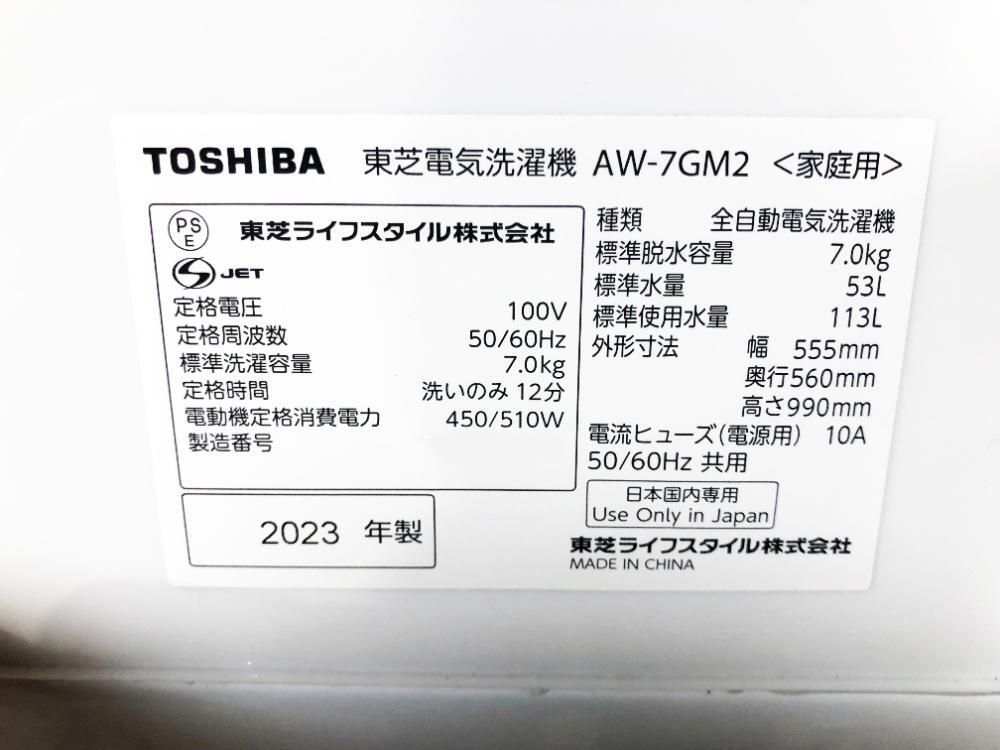 TOSHIBA 東芝電気洗濯機 AW-7GM2 <家庭用>
PS
E
東芝ライフスタイル株式会社
S JET
定格電圧 100V
定格周波数 50/60Hz
標準洗濯容量 7.0kg
定格時間 洗いのみ 12分
電動機定格消費電力 450/510W
製造番号
2023 年製
種類 全自動電気洗濯機
標準脱水容量 7.0kg
標準水量 53L
標準使用水量 113L
外形寸法 幅 555mm
奥行560mm
高さ990mm
電流ヒューズ(電源用) 10A
50/60Hz 共用
日本国内専用
Use Only in Japan
東芝ライフスタイル株式会社
MADE IN CHINA